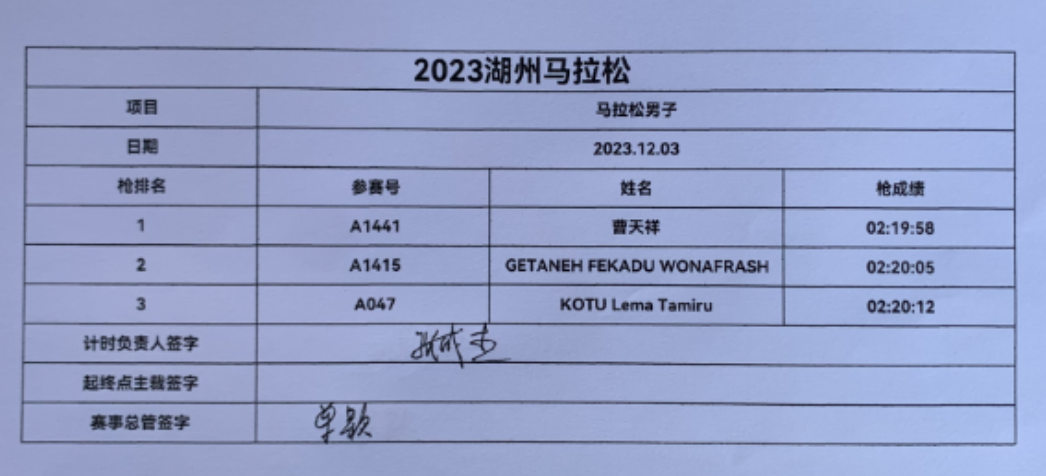 2023湖州马拉松
项目 马拉松男子
日期 2023.12.03
枪排名 参赛号 姓名 枪成绩
1 A1441 曹天祥 02:19:58
2 A1415 GETANEH FEKADU WONAFRASH 02:20:05
3 A047 KOTU Lema Tamiru 02:20:12
计时负责人签字
起终点主裁签字
赛事总管签字